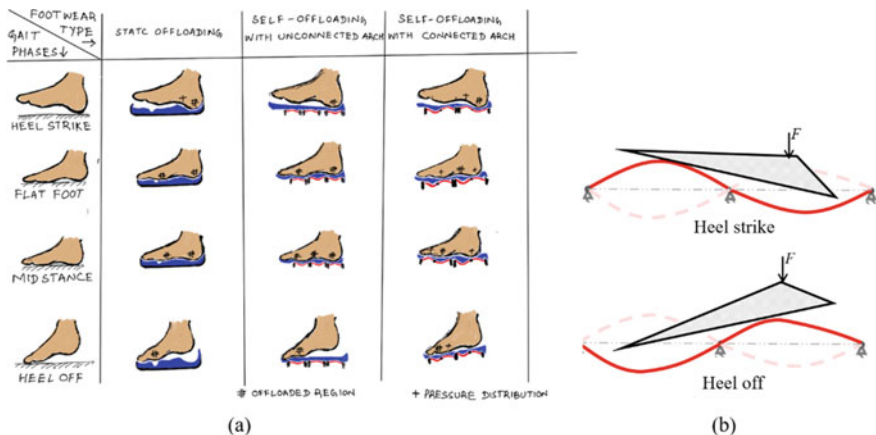 FOOTWEAR
TYPE →
GAIT
PHASES↓
STATC OFFLOADING
SELF-OFFLOADING
WITH UNCONNECTED ARCH
SELF-OFFLOADING
WITH CONNECTED ARCH
HEEL STRIKE
FLAT FOOT
MID STANCE
HEEL OFF
# OFFLOADED REGION
+ PRESSURE DISTRIBUTION
(a)
F
Heel strike
F
Heel off
(b)